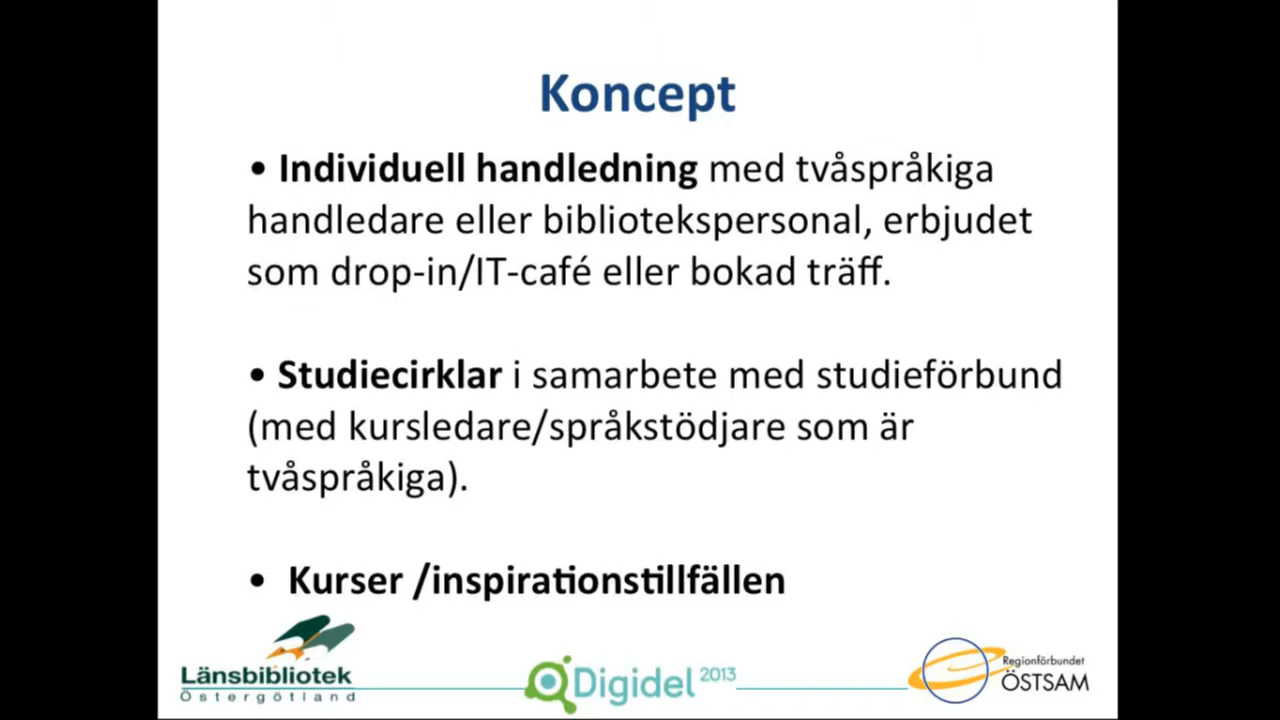 Koncept
• Individuell handledning med tvåspråkiga
handledare eller bibliotekspersonal, erbjudet
som drop-in/IT-café eller bokad träff.
• Studiecirklar i samarbete med studieförbund
(med kursledare/språkstödjare som är
tvåspråkiga).
• Kurser /inspirationstillfällen
Länsbibliotek
Östergötland
Digidel 2013
Regionförbundet
ÖSTSAM